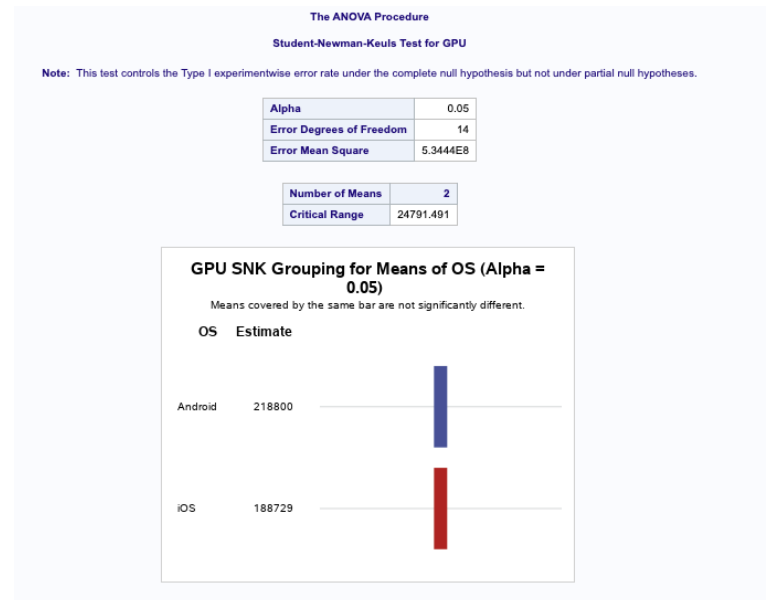 The ANOVA Procedure
Student-Newman-Keuls Test for GPU
Note: This test controls the Type I experimentwise error rate under the complete null hypothesis but not under partial null hypotheses.
Alpha 0.05
Error Degrees of Freedom 14
Error Mean Square 5.3444E8
Number of Means 2
Critical Range 24791.491
GPU SNK Grouping for Means of OS (Alpha =
0.05)
Means covered by the same bar are not significantly different.
OS Estimate
Android 218800
iOS 188729